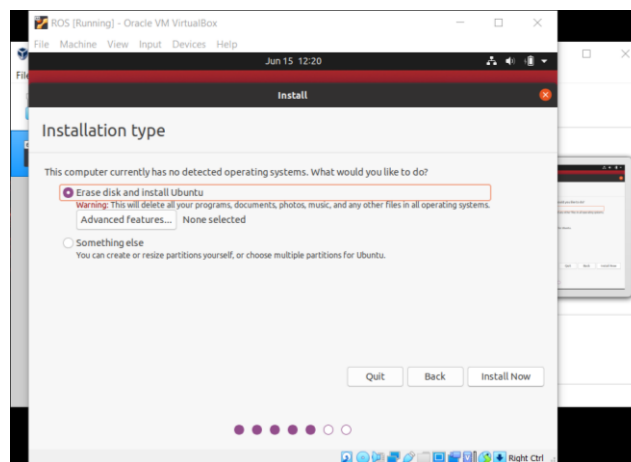 ROS [Running] - Oracle VM VirtualBox
File Machine View Input Devices Help
Jun 15 12:20
Install
Installation type
This computer currently has no detected operating systems. What would you like to do?
Erase disk and install Ubuntu
Warning: This will delete all your programs, documents, photos, music, and any other files in all operating systems.
Advanced features... None selected
Something else
You can create or resize partitions yourself, or choose multiple partitions for Ubuntu.
Quit Back Install Now
Right Ctrl